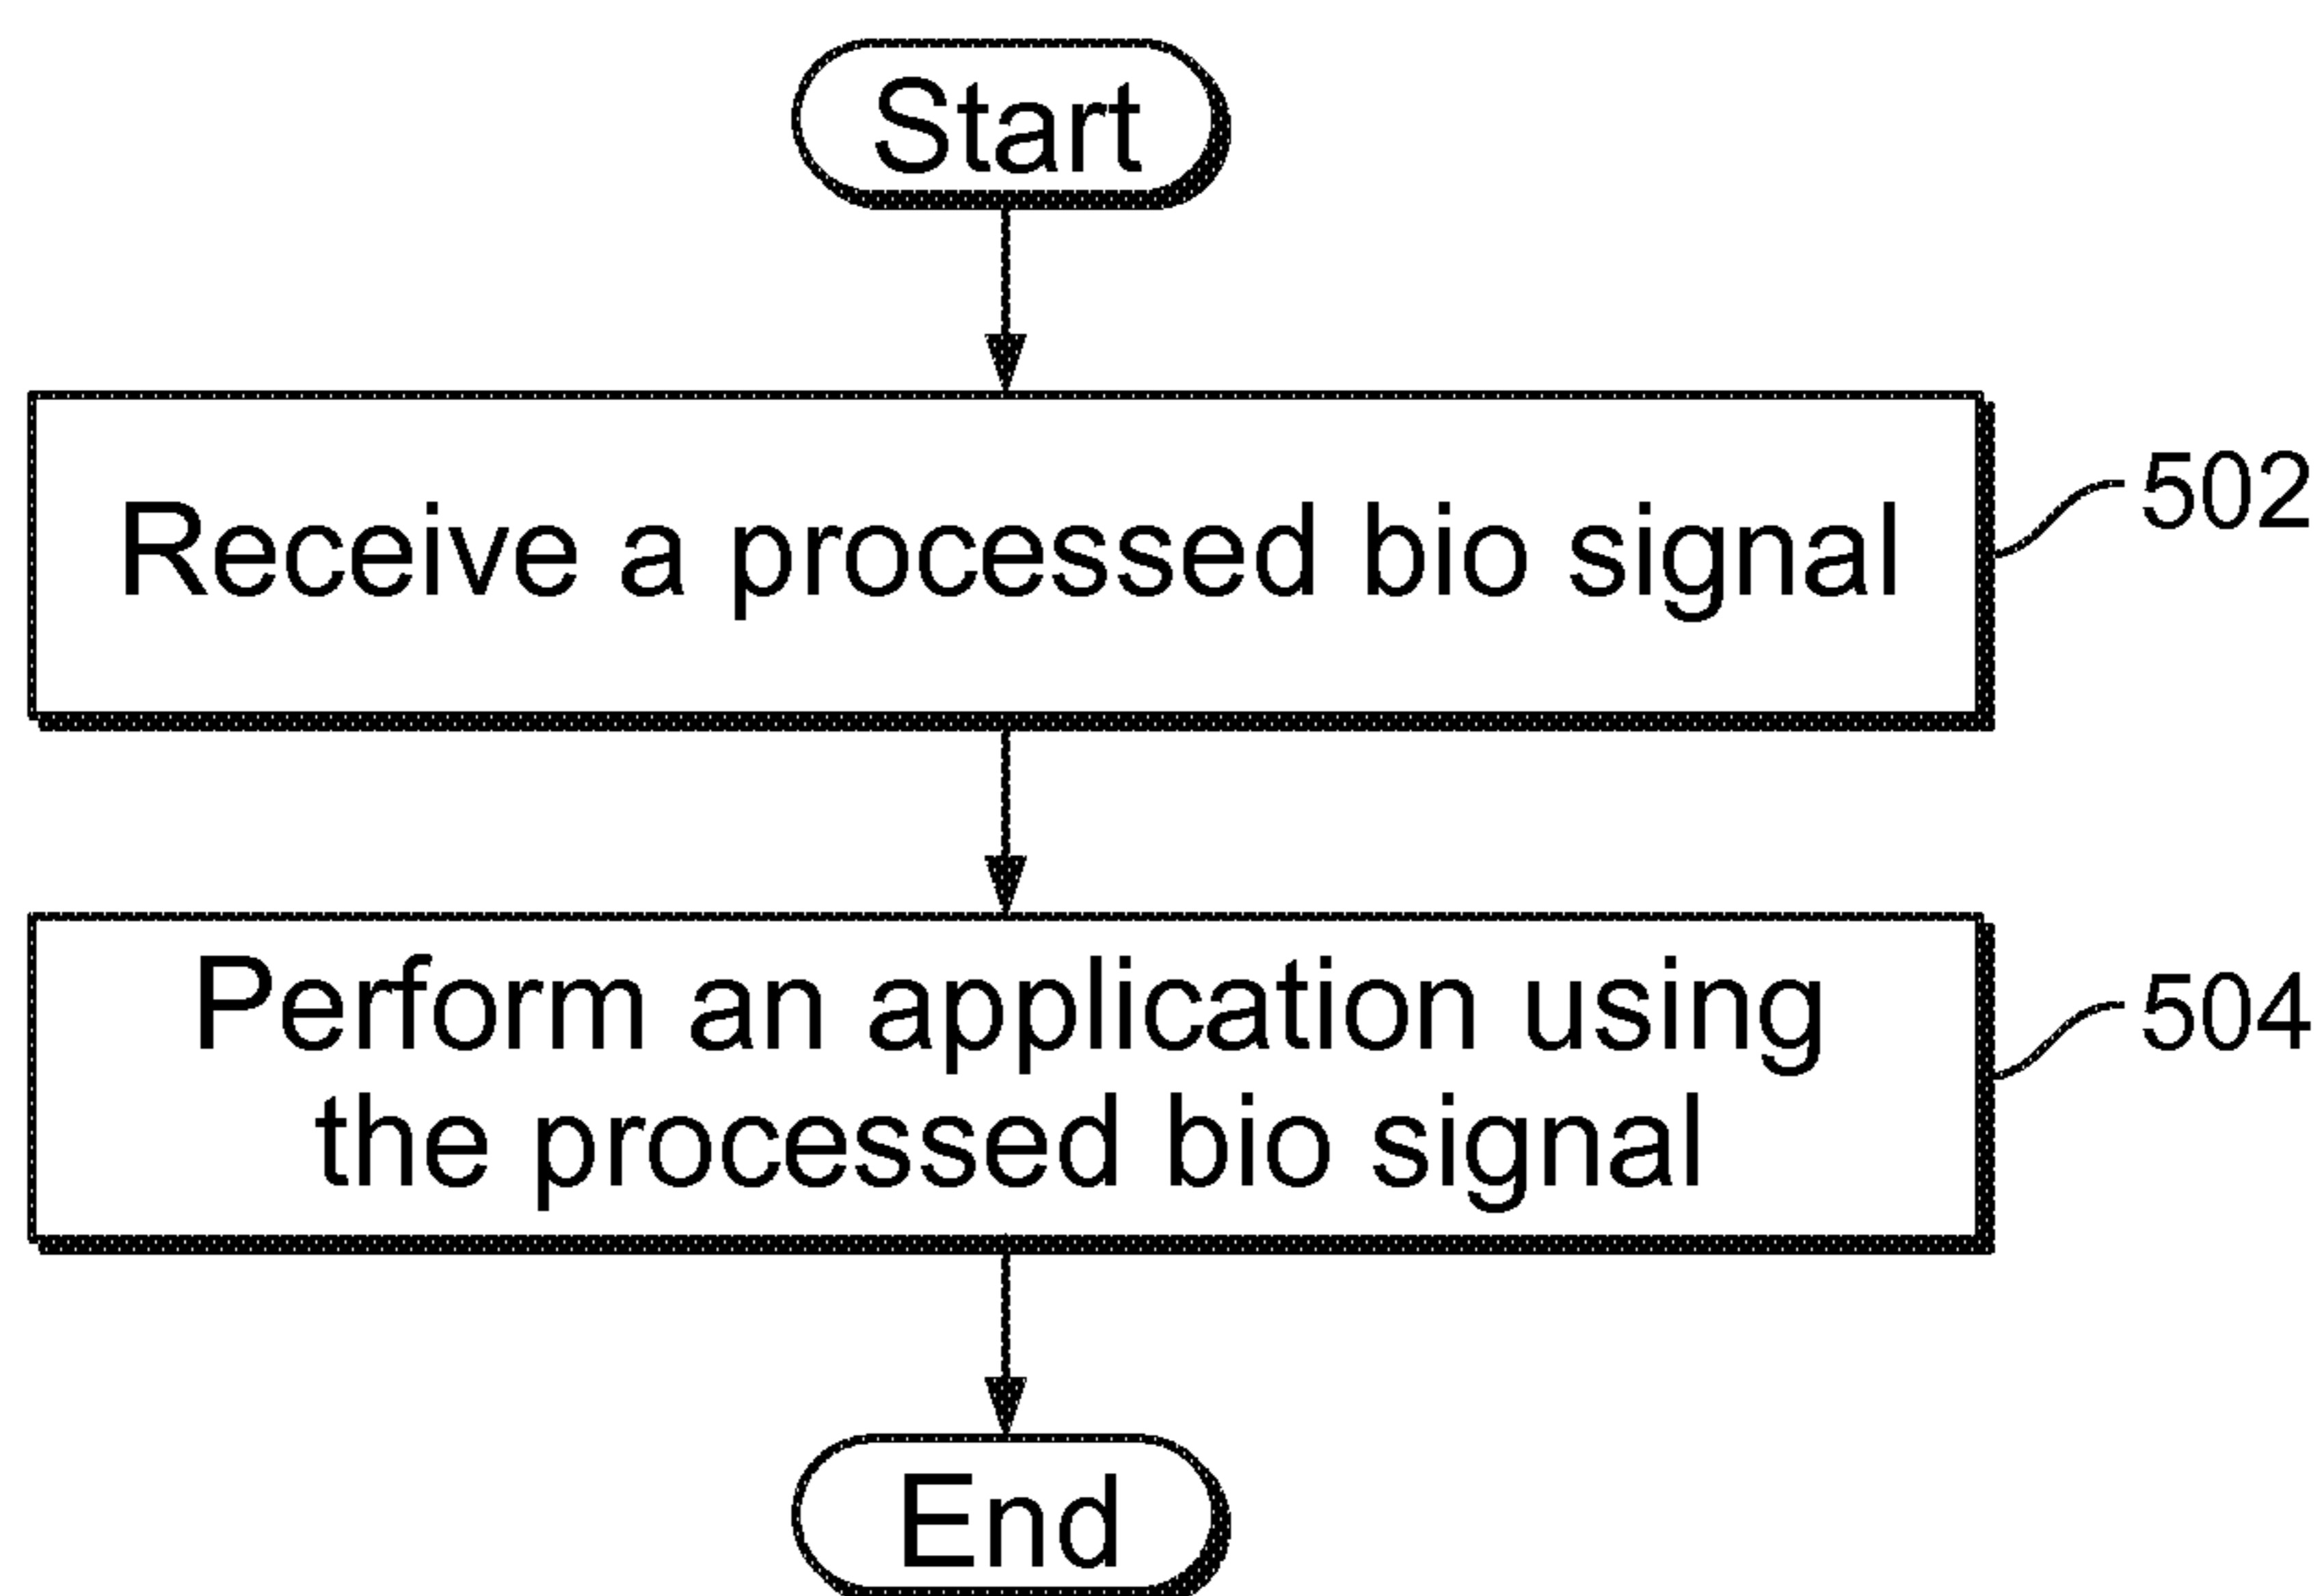 Start
Receive a processed bio signal
502
Perform an application using
the processed bio signal
504
End